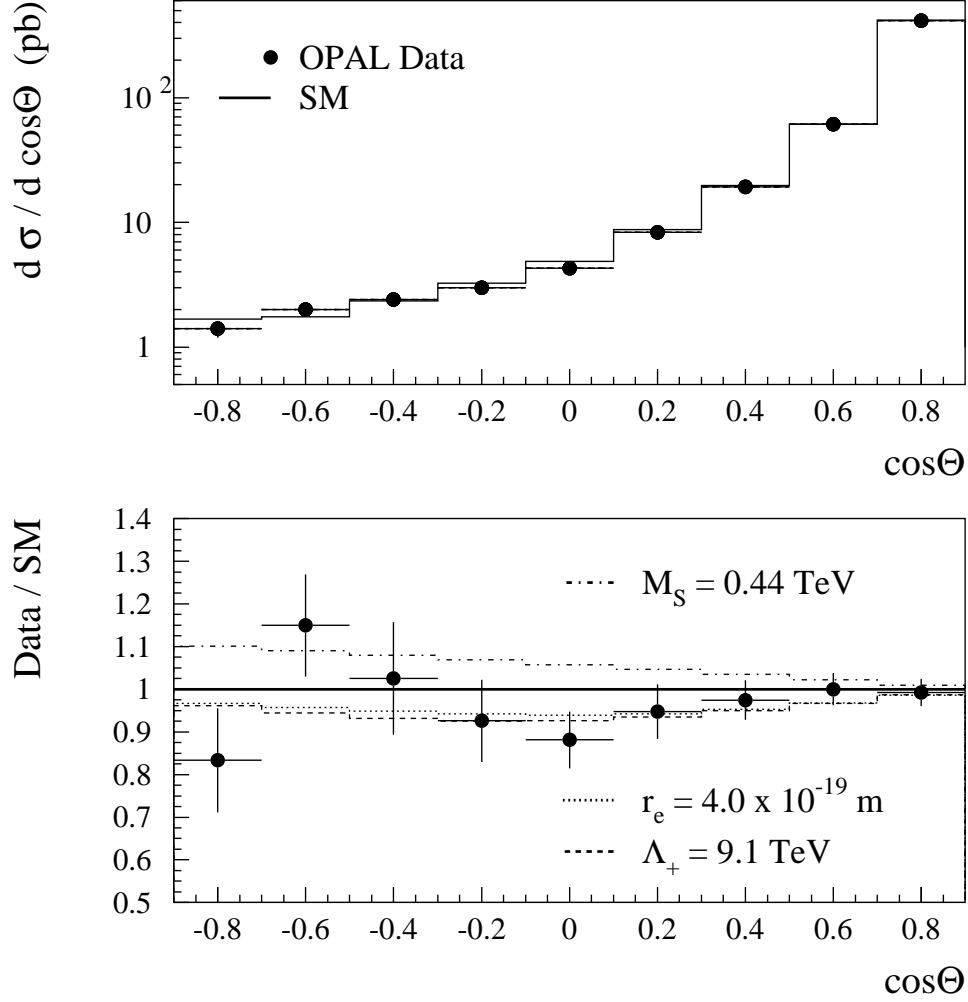 d σ / d cosΘ (pb)
OPAL Data
SM
10²
10
1
-0.8 -0.6 -0.4 -0.2 0 0.2 0.4 0.6 0.8
cosΘ
Data / SM
1.4
1.3
1.2
1.1
1
0.9
0.8
0.7
0.6
0.5
M_S = 0.44 TeV
r_e = 4.0 x 10⁻¹⁹ m
Λ₊ = 9.1 TeV
-0.8 -0.6 -0.4 -0.2 0 0.2 0.4 0.6 0.8
cosΘ